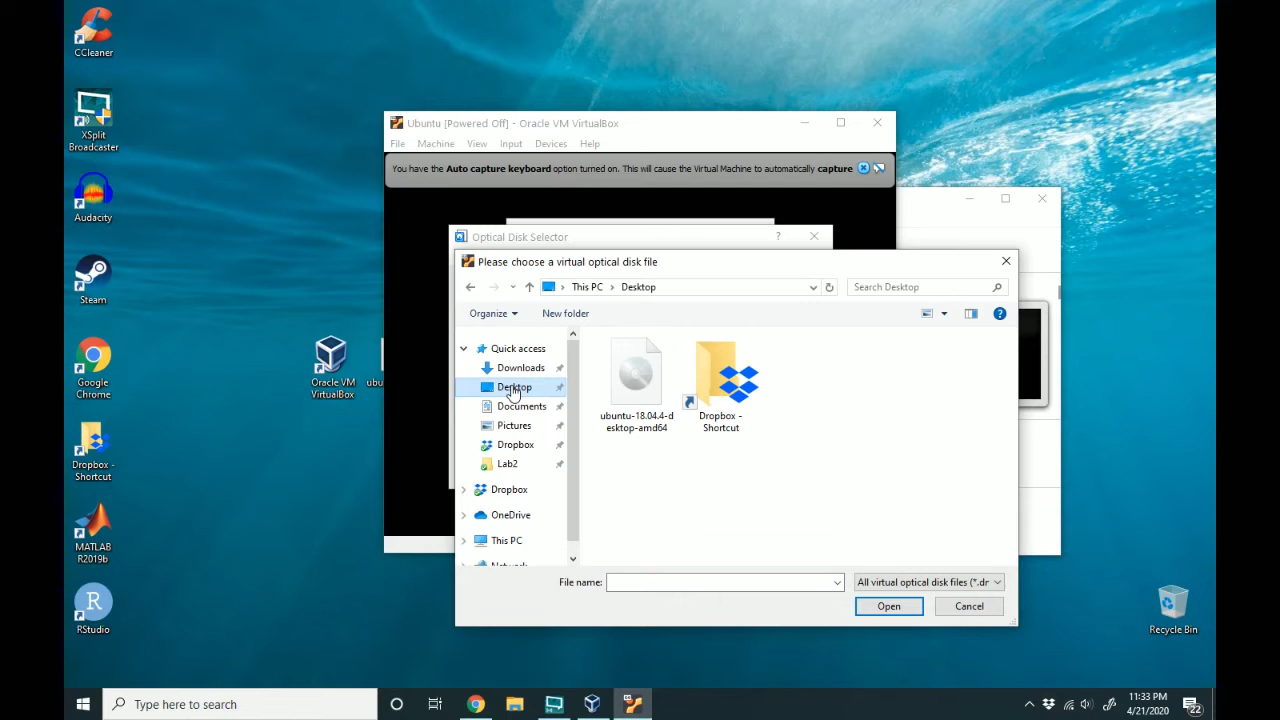 CCleaner
XSplit
Broadcaster
Audacity
Steam
Google
Chrome
Dropbox -
Shortcut
MATLAB
R2019b
R
RStudio
Oracle VM
VirtualBox
Ubuntu [Powered Off] - Oracle VM VirtualBox
File Machine View Input Devices Help
You have the Auto capture keyboard option turned on. This will cause the Virtual Machine to automatically capture
Optical Disk Selector
?
Please choose a virtual optical disk file
This PC > Desktop
Search Desktop
Organize
New folder
Quick access
Downloads
Desktop
Documents
Pictures
Dropbox
Lab2
Dropbox
OneDrive
This PC
ubuntu-18.04.4-d
esktop-amd64
Dropbox -
Shortcut
File name:
All virtual optical disk files (*.dr
Open
Cancel
Recycle Bin
Type here to search
11:33 PM
4/21/2020
22